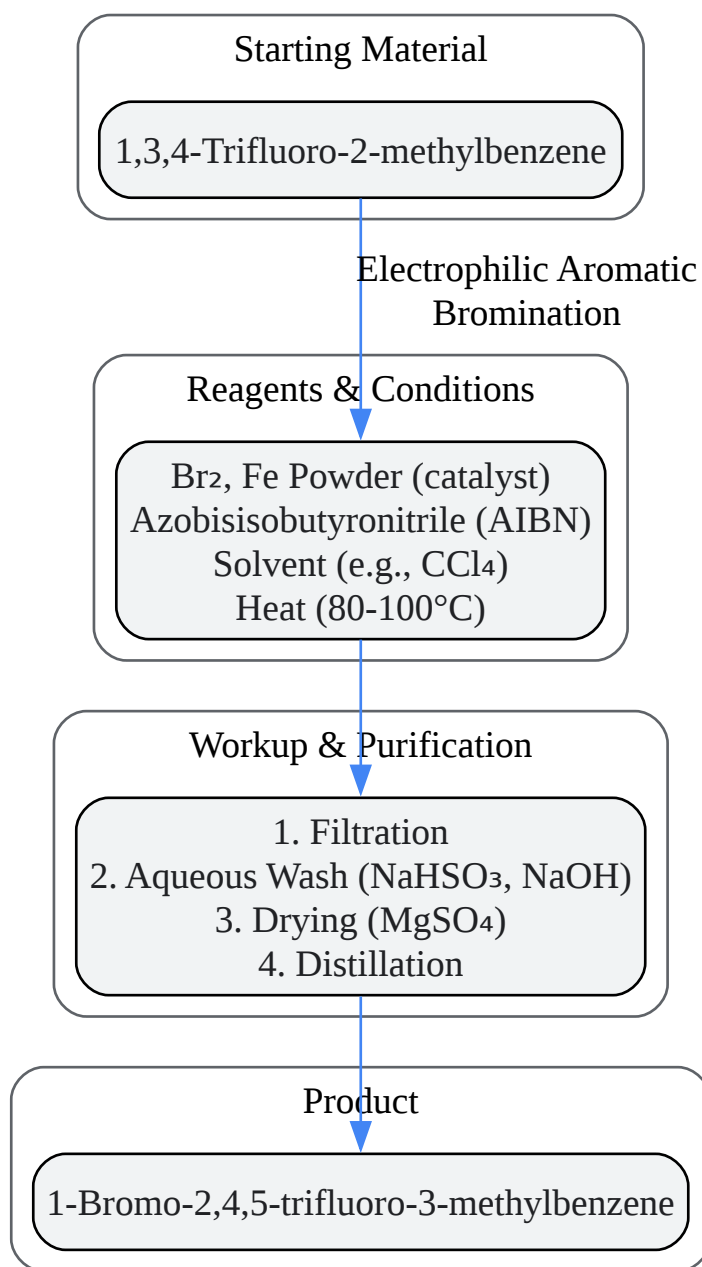 Starting Material
1,3,4-Trifluoro-2-methylbenzene
Electrophilic Aromatic
Bromination
Reagents & Conditions
Br₂, Fe Powder (catalyst)
Azobisisobutyronitrile (AIBN)
Solvent (e.g., CCl₄)
Heat (80-100°C)
Workup & Purification
1. Filtration
2. Aqueous Wash (NaHSO₃, NaOH)
3. Drying (MgSO₄)
4. Distillation
Product
1-Bromo-2,4,5-trifluoro-3-methylbenzene